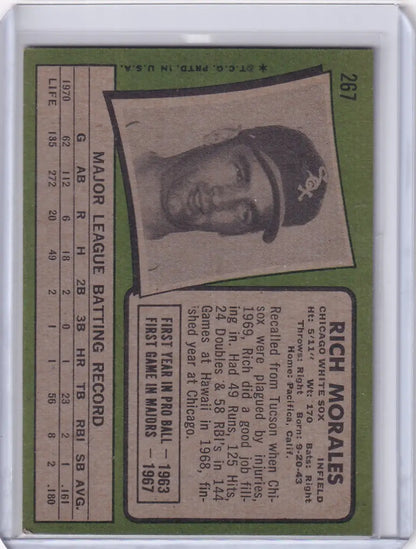 267
RICH MORALES
CHICAGO WHITE SOX INFIELD
Ht: 5/11" Wt: 170 Bats: Right
Throws: Right Born: 9-20-43
Home: Pacifica, Calif.
Recalled from Tucson when Chi-
sox were plagued by injuries,
1969, Rich did a good job fill-
ing in. Had 49 Runs, 125 Hits,
24 Doubles & 58 RBI's in 144
Games at Hawaii in 1968, fin-
ished year at Chicago.
FIRST YEAR IN PRO BALL — 1963
FIRST GAME IN MAJORS — 1967
SOX
MAJOR LEAGUE BATTING RECORD
G AB R H 2B 3B HR TB RBI SB AVG.
1970 62 112 6 18 2 1 23 2 1 .161
LIFE 135 272 20 49 2 1 1 56 8 2 .180
* ©T.C.G. PRTD. IN U.S.A.